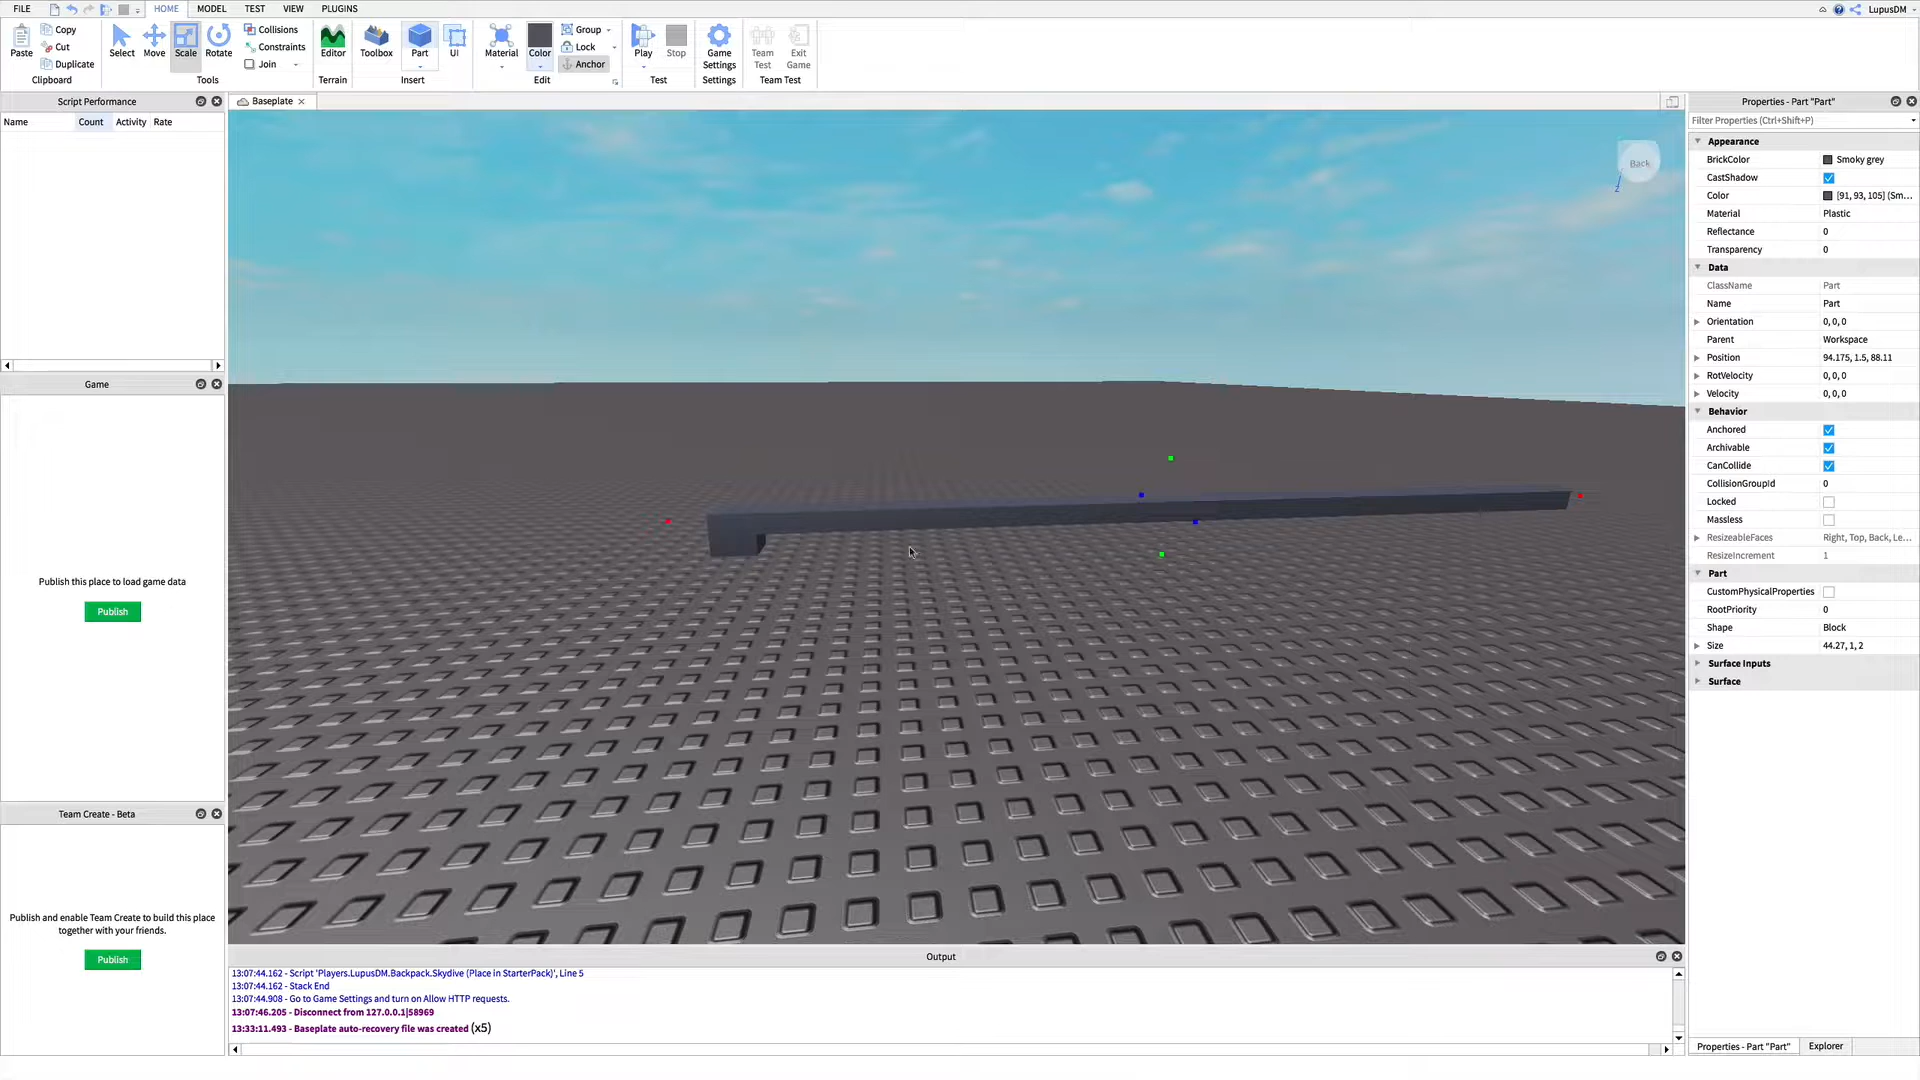 FILE
HOME
MODEL
TEST
VIEW
PLUGINS
LupusDM
Paste
Copy
Cut
Duplicate
Clipboard
Select
Move
Scale
Rotate
Collisions
Constraints
Join
Tools
Editor
Terrain
Toolbox
Part
UI
Insert
Material
Color
Group
Lock
Anchor
Edit
Play
Stop
Test
Game
Settings
Settings
Team
Test
Exit
Game
Team Test
Script Performance
Name Count Activity Rate
Game
Publish this place to load game data
Publish
Team Create - Beta
Publish and enable Team Create to build this place
together with your friends.
Publish
Baseplate
Back
Z
Output
13:07:44.162 - Script 'Players.LupusDM.Backpack.Skydive (Place in StarterPack)', Line 5
13:07:44.162 - Stack End
13:07:44.908 - Go to Game Settings and turn on Allow HTTP requests.
13:07:46.205 - Disconnect from 127.0.0.1|58969
13:33:11.493 - Baseplate auto-recovery file was created (x5)
Properties - Part "Part"
Filter Properties (Ctrl+Shift+P)
Appearance
BrickColor Smoky grey
CastShadow
Color [91, 93, 105] (Sm...
Material Plastic
Reflectance 0
Transparency 0
Data
ClassName Part
Name Part
Orientation 0, 0, 0
Parent Workspace
Position 94.175, 1.5, 88.11
RotVelocity 0, 0, 0
Velocity 0, 0, 0
Behavior
Anchored
Archivable
CanCollide
CollisionGroupId 0
Locked
Massless
ResizeableFaces Right, Top, Back, Le...
ResizeIncrement 1
Part
CustomPhysicalProperties
RootPriority 0
Shape Block
Size 44.27, 1, 2
Surface Inputs
Surface
Properties - Part "Part"
Explorer